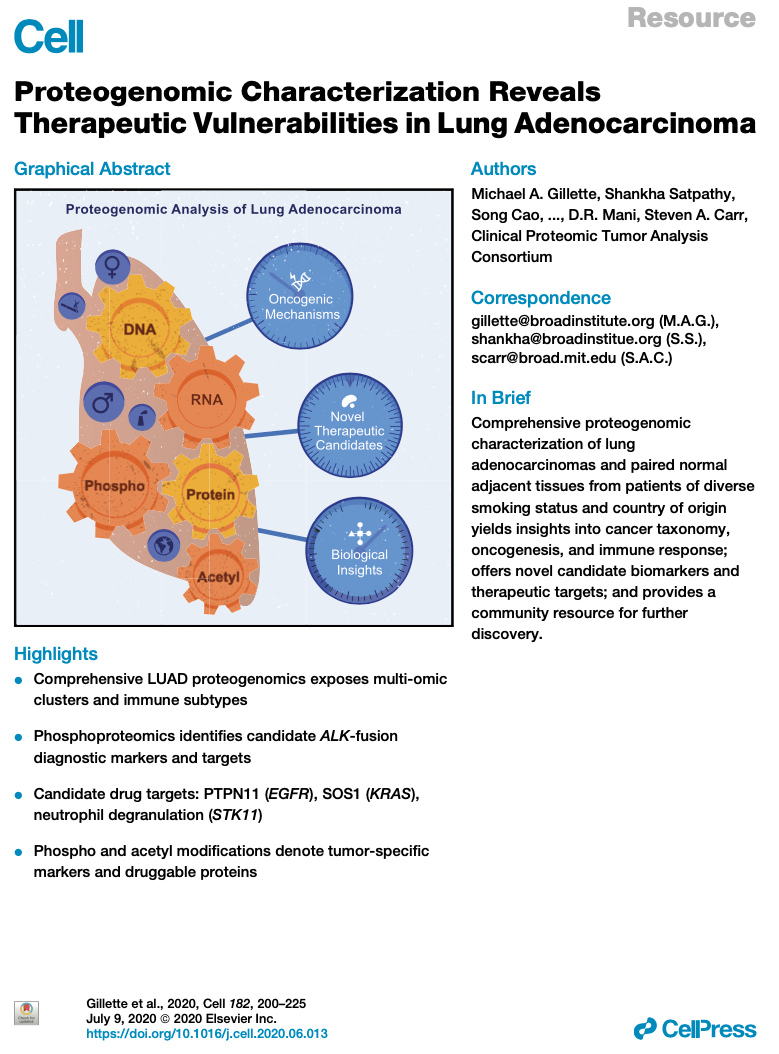 Resource
Cell
Proteogenomic Characterization Reveals
Therapeutic Vulnerabilities in Lung Adenocarcinoma
Graphical Abstract
Proteogenomic Analysis of Lung Adenocarcinoma
DNA
RNA
Phospho
Protein
Acetyl
Oncogenic
Mechanisms
Novel
Therapeutic
Candidates
Biological
Insights
Highlights
Comprehensive LUAD proteogenomics exposes multi-omic
clusters and immune subtypes
Phosphoproteomics identifies candidate ALK-fusion
diagnostic markers and targets
Candidate drug targets: PTPN11 (EGFR), SOS1 (KRAS),
neutrophil degranulation (STK11)
Phospho and acetyl modifications denote tumor-specific
markers and druggable proteins
Authors
Michael A. Gillette, Shankha Satpathy,
Song Cao, ..., D.R. Mani, Steven A. Carr,
Clinical Proteomic Tumor Analysis
Consortium
Correspondence
gillette@broadinstitute.org (M.A.G.),
shankha@broadinstitue.org (S.S.),
scarr@broad.mit.edu (S.A.C.)
In Brief
Comprehensive proteogenomic
characterization of lung
adenocarcinomas and paired normal
adjacent tissues from patients of diverse
smoking status and country of origin
yields insights into cancer taxonomy,
oncogenesis, and immune response;
offers novel candidate biomarkers and
therapeutic targets; and provides a
community resource for further
discovery.
Check for
updates
Gillette et al., 2020, Cell 182, 200–225
July 9, 2020 © 2020 Elsevier Inc.
https://doi.org/10.1016/j.cell.2020.06.013
CellPress